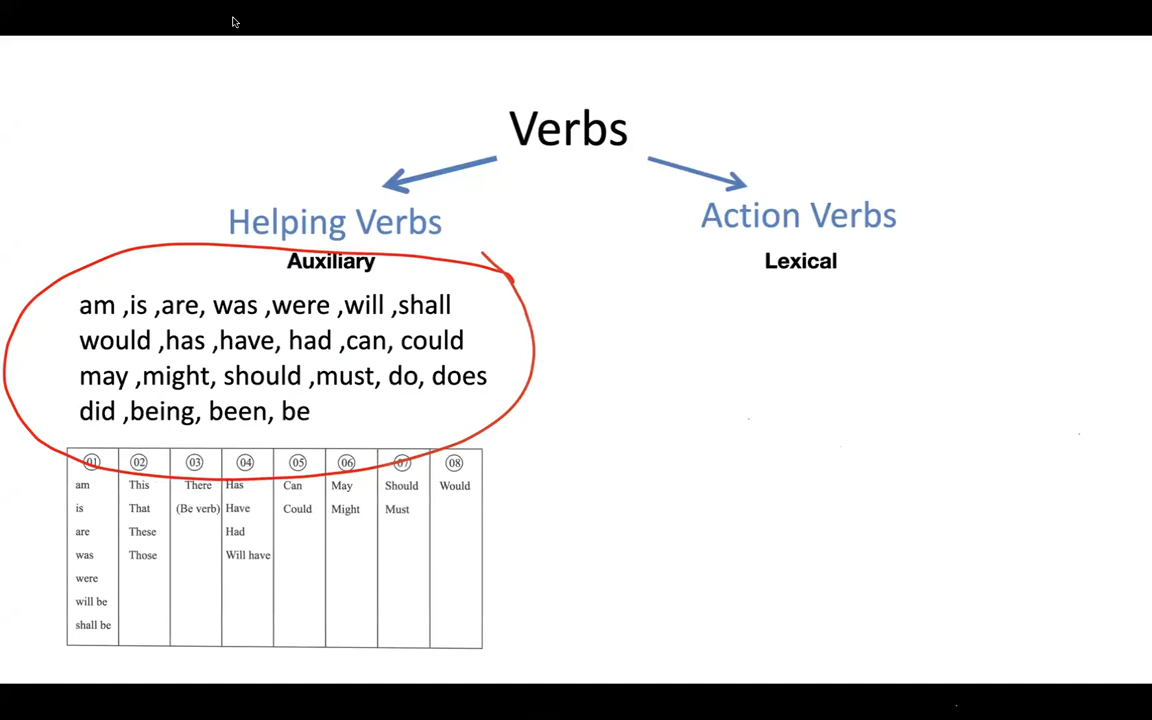 Verbs
Helping Verbs
Action Verbs
Auxiliary
Lexical
am ,is ,are, was ,were ,will ,shall
would ,has ,have, had ,can, could
may ,might, should ,must, do, does
did ,being, been, be
01 02 03 04 05 06 07 08
am This There Has Can May Should Would
is That (Be verb) Have Could Might Must
are These Had
was Those Will have
were
will be
shall be